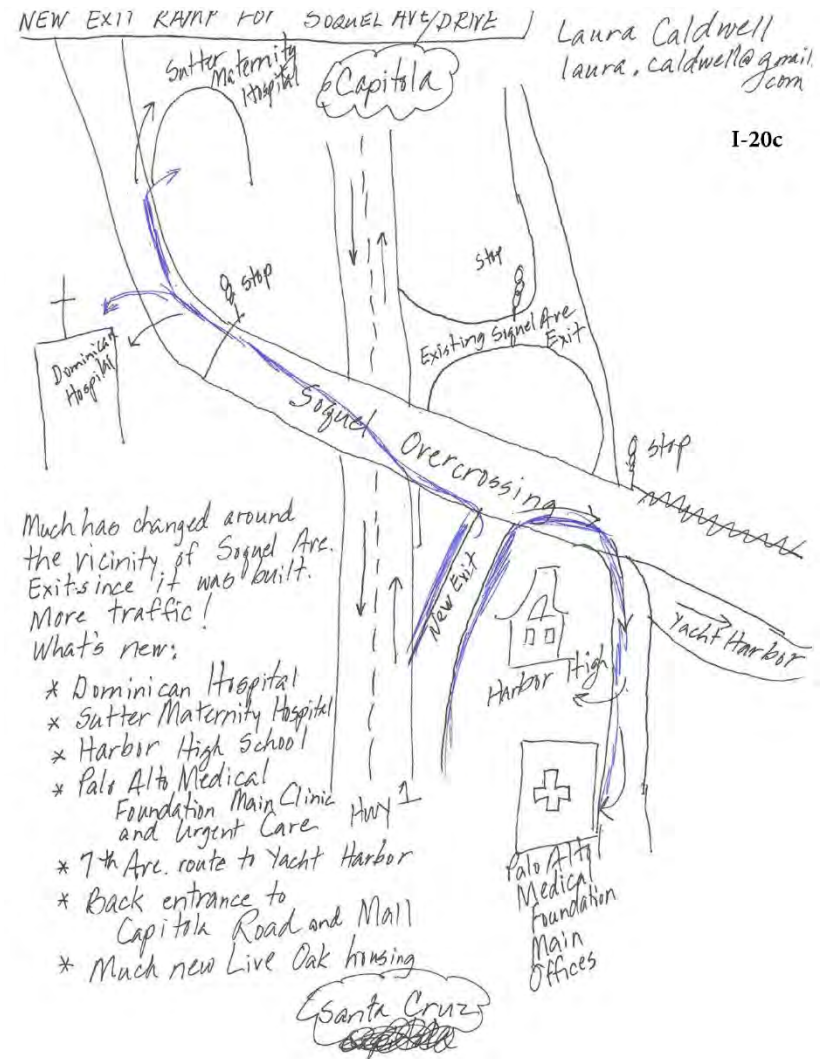 NEW EXIT RAMP FOR SOQUEL AVE/DRIVE
Laura Caldwell
laura.caldwell@gmail.
com
I-20c
Sutter
Maternity
Hospital
Capitola
stop
stop
Existing Soquel Ave
Exit
Dominican
Hospital
Soquel Overcrossing
stop
New Exit
Yacht Harbor
Harbor High
Much has changed around
the vicinity of Soquel Ave.
Exit since it was built.
More traffic!
What's new:
* Dominican Hospital
* Sutter Maternity Hospital
* Harbor High School
* Palo Alto Medical
Foundation Main Clinic
and Urgent Care
* 7th Ave. route to Yacht Harbor
* Back entrance to
Capitola Road and Mall
* Much new Live Oak housing
Hwy 1
Palo Alto
Medical
Foundation
Main
Offices
Santa Cruz